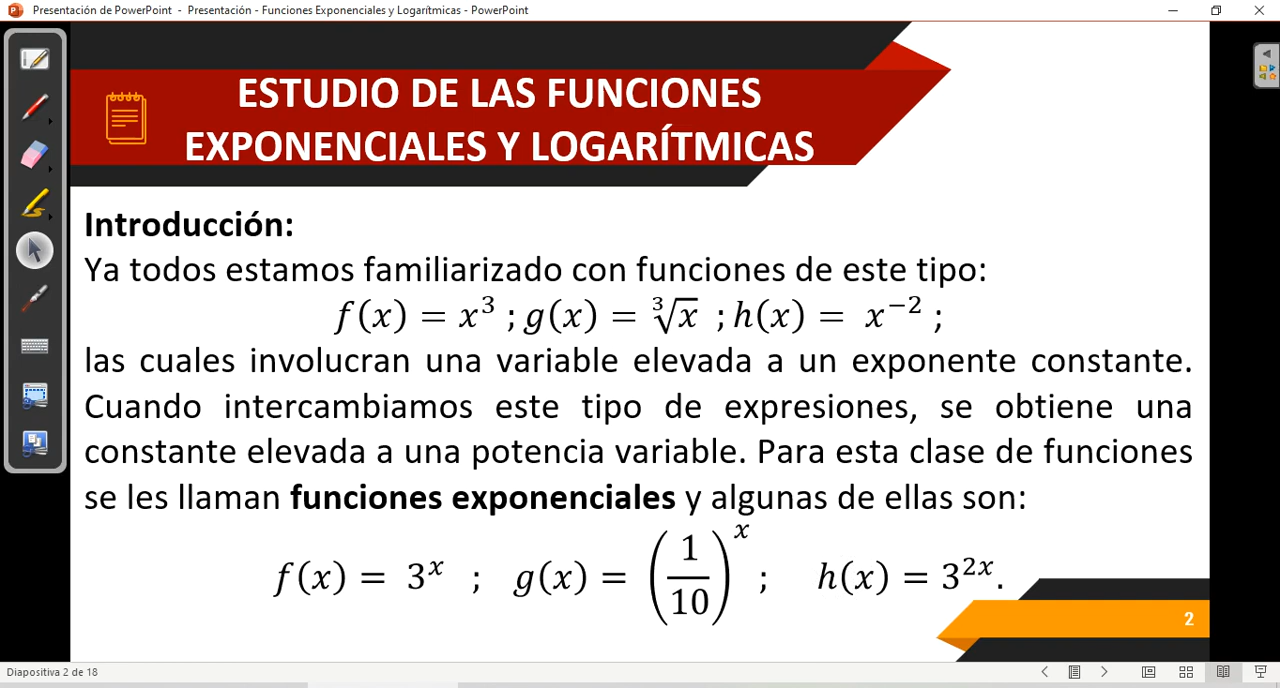 Presentación de PowerPoint - Presentación - Funciones Exponenciales y Logarítmicas - PowerPoint
ESTUDIO DE LAS FUNCIONES
EXPONENCIALES Y LOGARÍTMICAS
Introducción:
Ya todos estamos familiarizado con funciones de este tipo:
f(x) = x³ ; g(x) = ∛x ; h(x) = x⁻² ;
las cuales involucran una variable elevada a un exponente constante.
Cuando intercambiamos este tipo de expresiones, se obtiene una
constante elevada a una potencia variable. Para esta clase de funciones
se les llaman funciones exponenciales y algunas de ellas son:
f(x) = 3ˣ ; g(x) = (1/10)ˣ ; h(x) = 3²ˣ.
2
Diapositiva 2 de 18